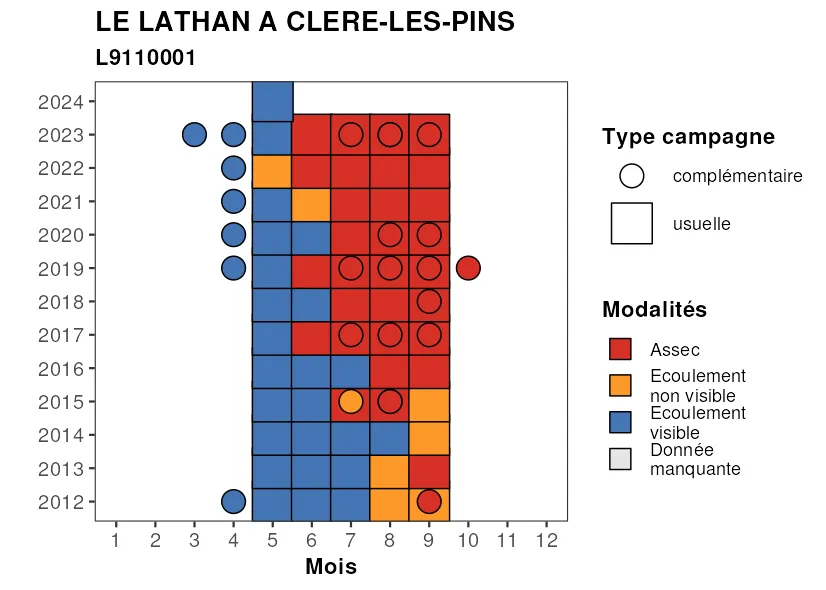 LE LATHAN A CLERE-LES-PINS
L9110001
2024
2023
2022
2021
2020
2019
2018
2017
2016
2015
2014
2013
2012
1 2 3 4 5 6 7 8 9 10 11 12
Mois
Type campagne
complémentaire
usuelle
Modalités
Assec
Ecoulement
non visible
Ecoulement
visible
Donnée
manquante